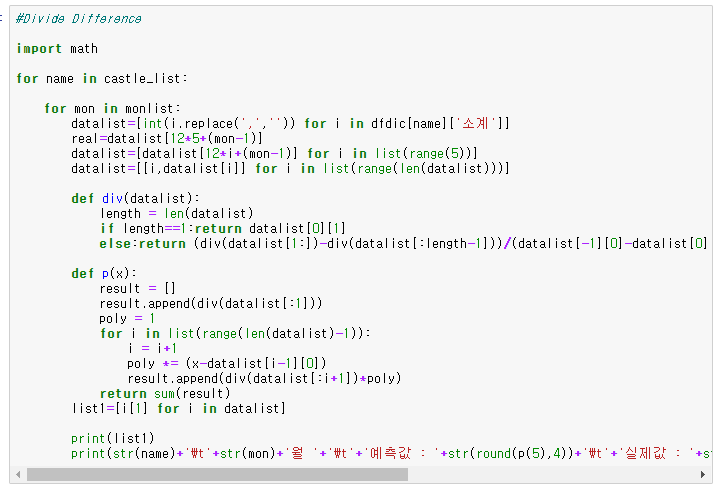 #Divide Difference
import math
for name in castle_list:
for mon in monlist:
datalist=[int(i.replace(',','')) for i in dfdic[name]['소계']]
real=datalist[12*5+(mon-1)]
datalist=[datalist[12*i+(mon-1)] for i in list(range(5))]
datalist=[[i,datalist[i]] for i in list(range(len(datalist)))]
def div(datalist):
length = len(datalist)
if length==1:return datalist[0][1]
else:return (div(datalist[1:])-div(datalist[:length-1]))/(datalist[-1][0]-datalist[0]
def p(x):
result = []
result.append(div(datalist[:1]))
poly = 1
for i in list(range(len(datalist)-1)):
i = i+1
poly *= (x-datalist[i-1][0])
result.append(div(datalist[:i+1])*poly)
return sum(result)
list1=[i[1] for i in datalist]
print(list1)
print(str(name)+'₩t'+str(mon)+'월 '+'₩t'+'예측값 : '+str(round(p(5),4))+'₩t'+'실제값 : '+s